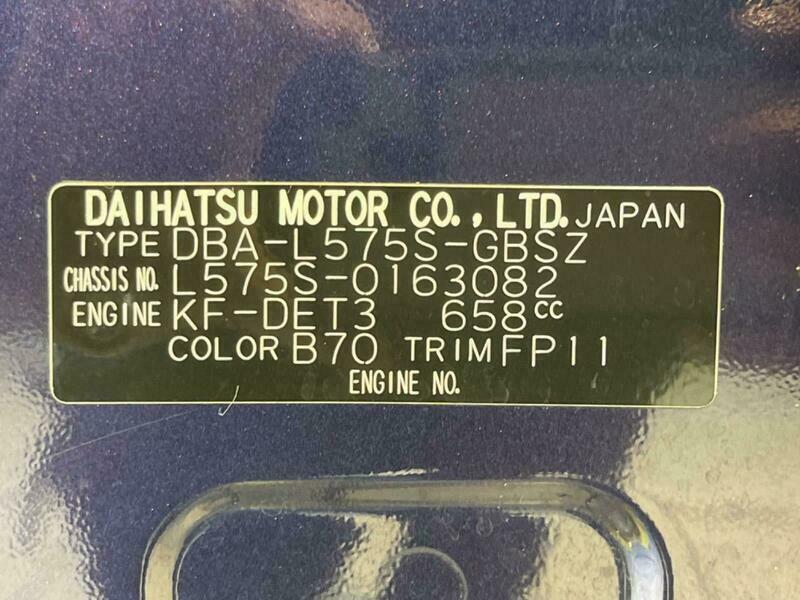 DAIHATSU MOTOR CO., LTD. JAPAN
TYPE DBA-L575S-GBSZ
CHASSIS NO. L575S-0163082
ENGINE KF-DET3 658cc
COLOR B70 TRIM FP11
ENGINE NO.